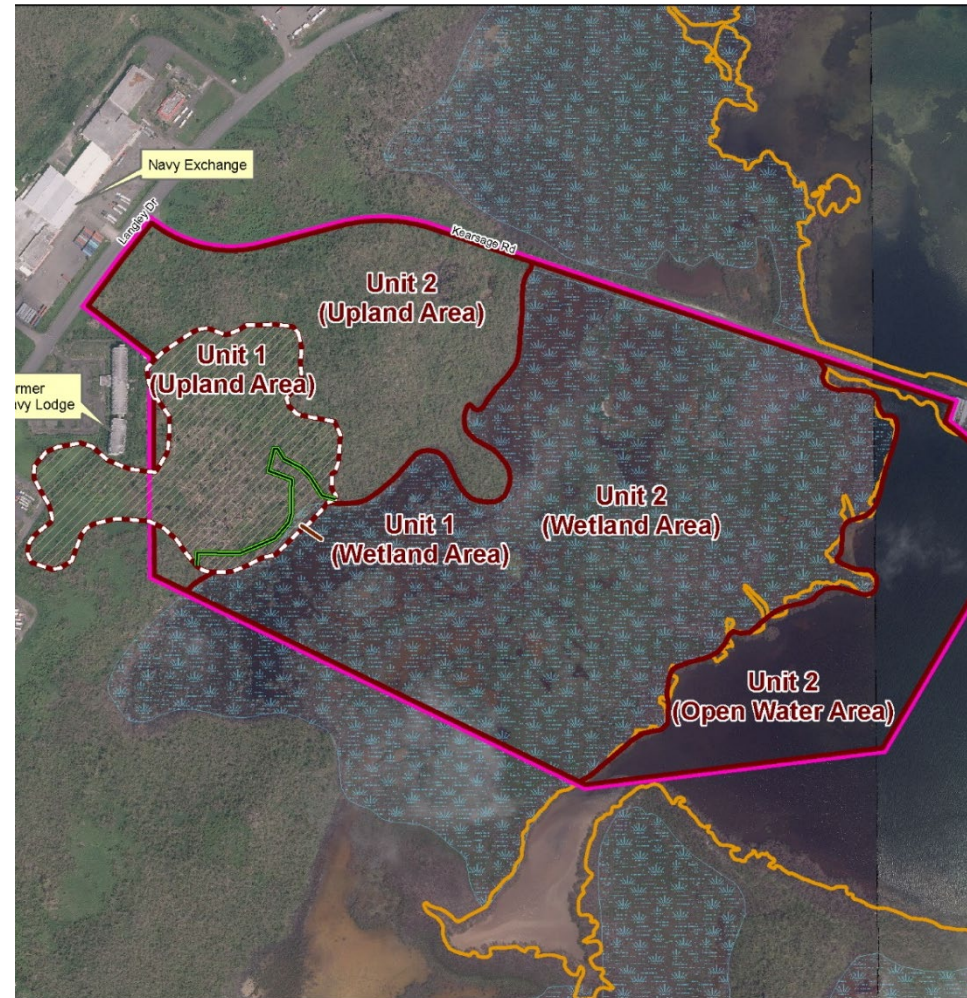 Navy Exchange
Langley Dr
Kearsage Rd
Unit 2
(Upland Area)
Unit 1
(Upland Area)
rmer
vy Lodge
Unit 2
(Wetland Area)
Unit 1
(Wetland Area)
Unit 2
(Open Water Area)